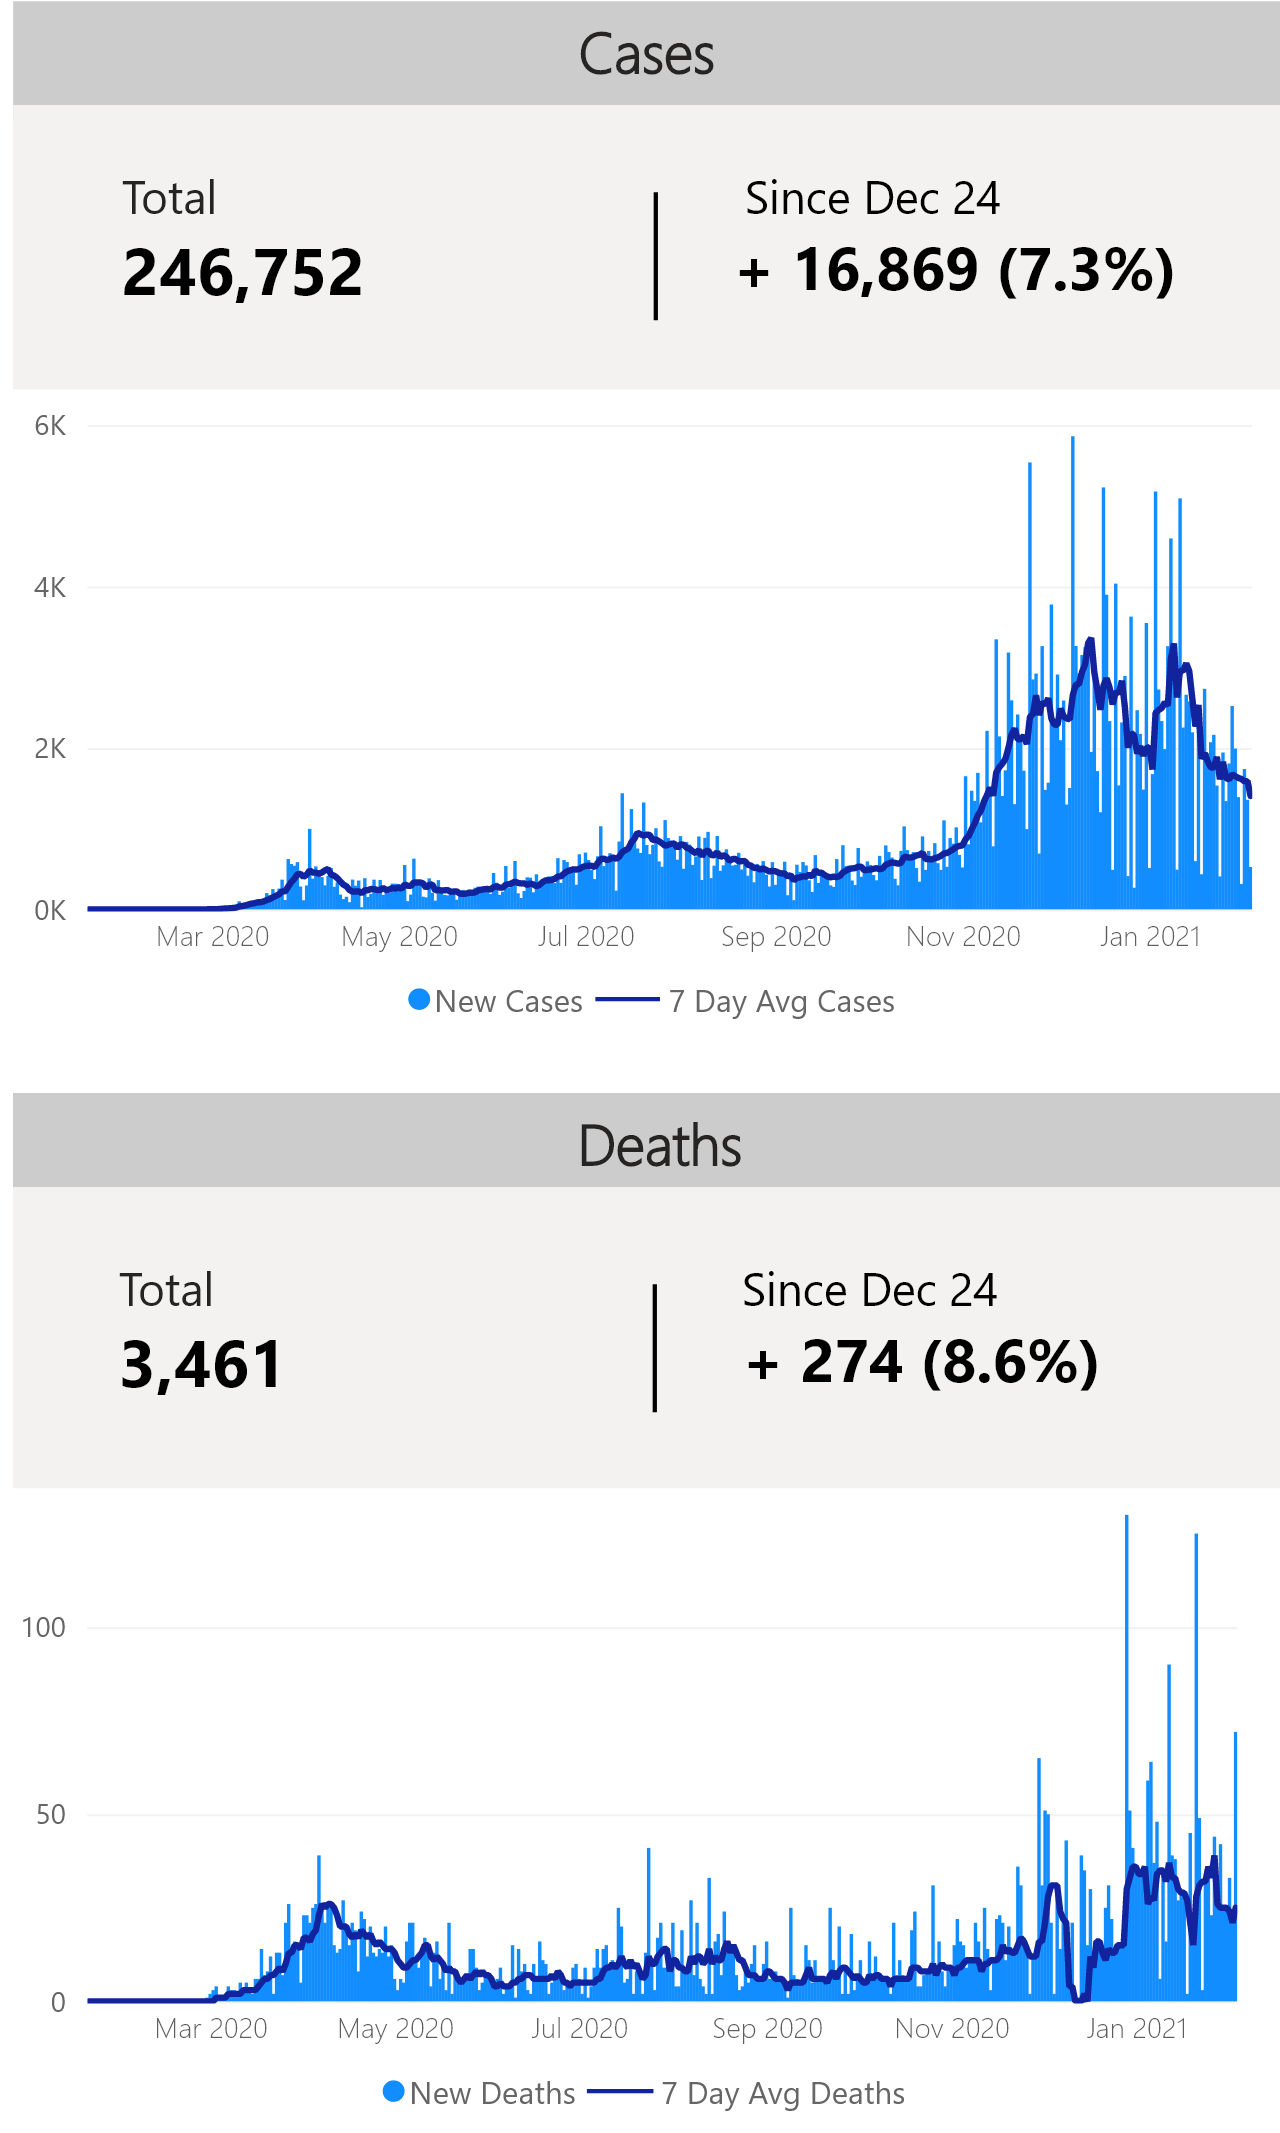 Cases
Total
Since Dec 24
246,752
+ 16,869 (7.3%)
6K
4K
2K
0K
Mar 2020 May 2020 Jul 2020 Sep 2020 Nov 2020 Jan 2021
New Cases 7 Day Avg Cases
Deaths
Total
Since Dec 24
3,461
+ 274 (8.6%)
100
50
0
Mar 2020 May 2020 Jul 2020 Sep 2020 Nov 2020 Jan 2021
New Deaths 7 Day Avg Deaths